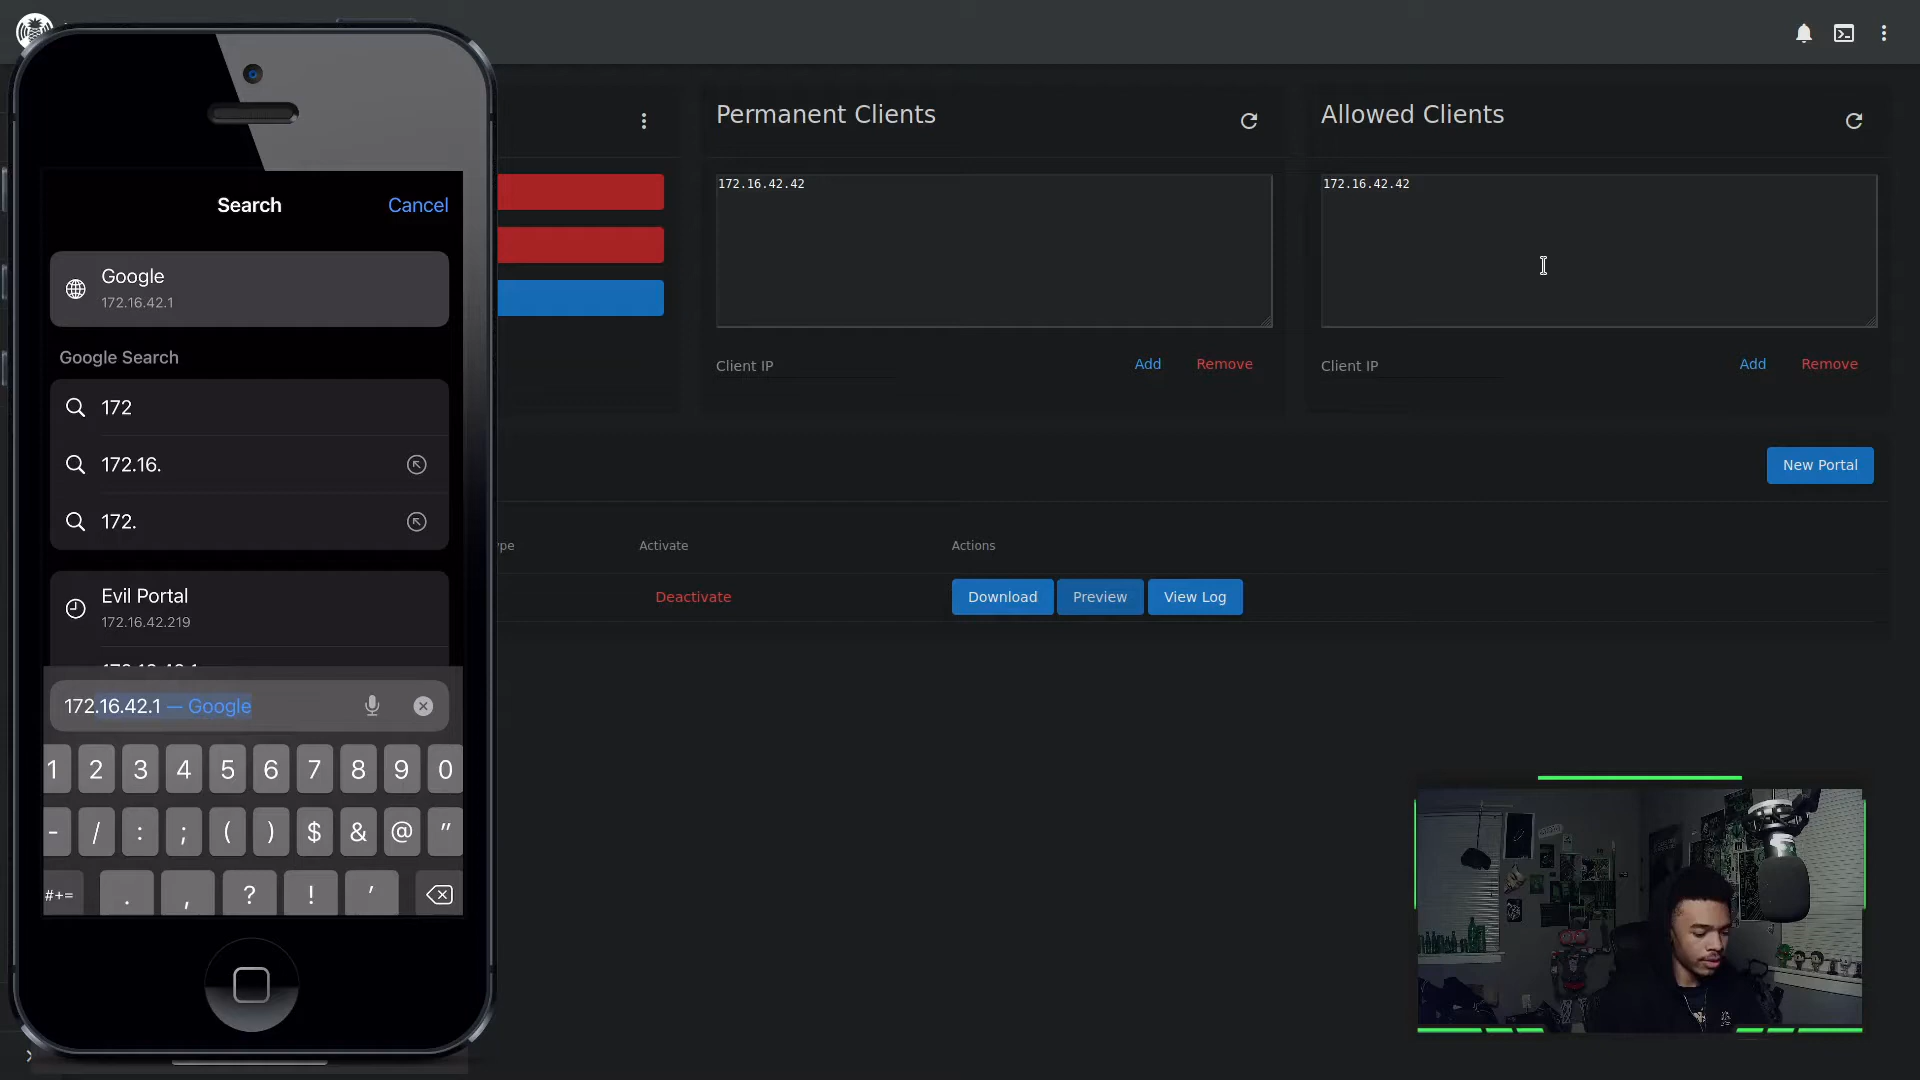 Search
Cancel
Google
172.16.42.1
Google Search
172
172.16.
172.
Evil Portal
172.16.42.219
172.16.42.1 — Google
1 2 3 4 5 6 7 8 9 0
- / : ; ( ) $ & @ "
#+= . , ? ! '
Permanent Clients
172.16.42.42
Client IP
Add
Remove
Allowed Clients
172.16.42.42
Client IP
Add
Remove
New Portal
Activate
Actions
Deactivate
Download
Preview
View Log